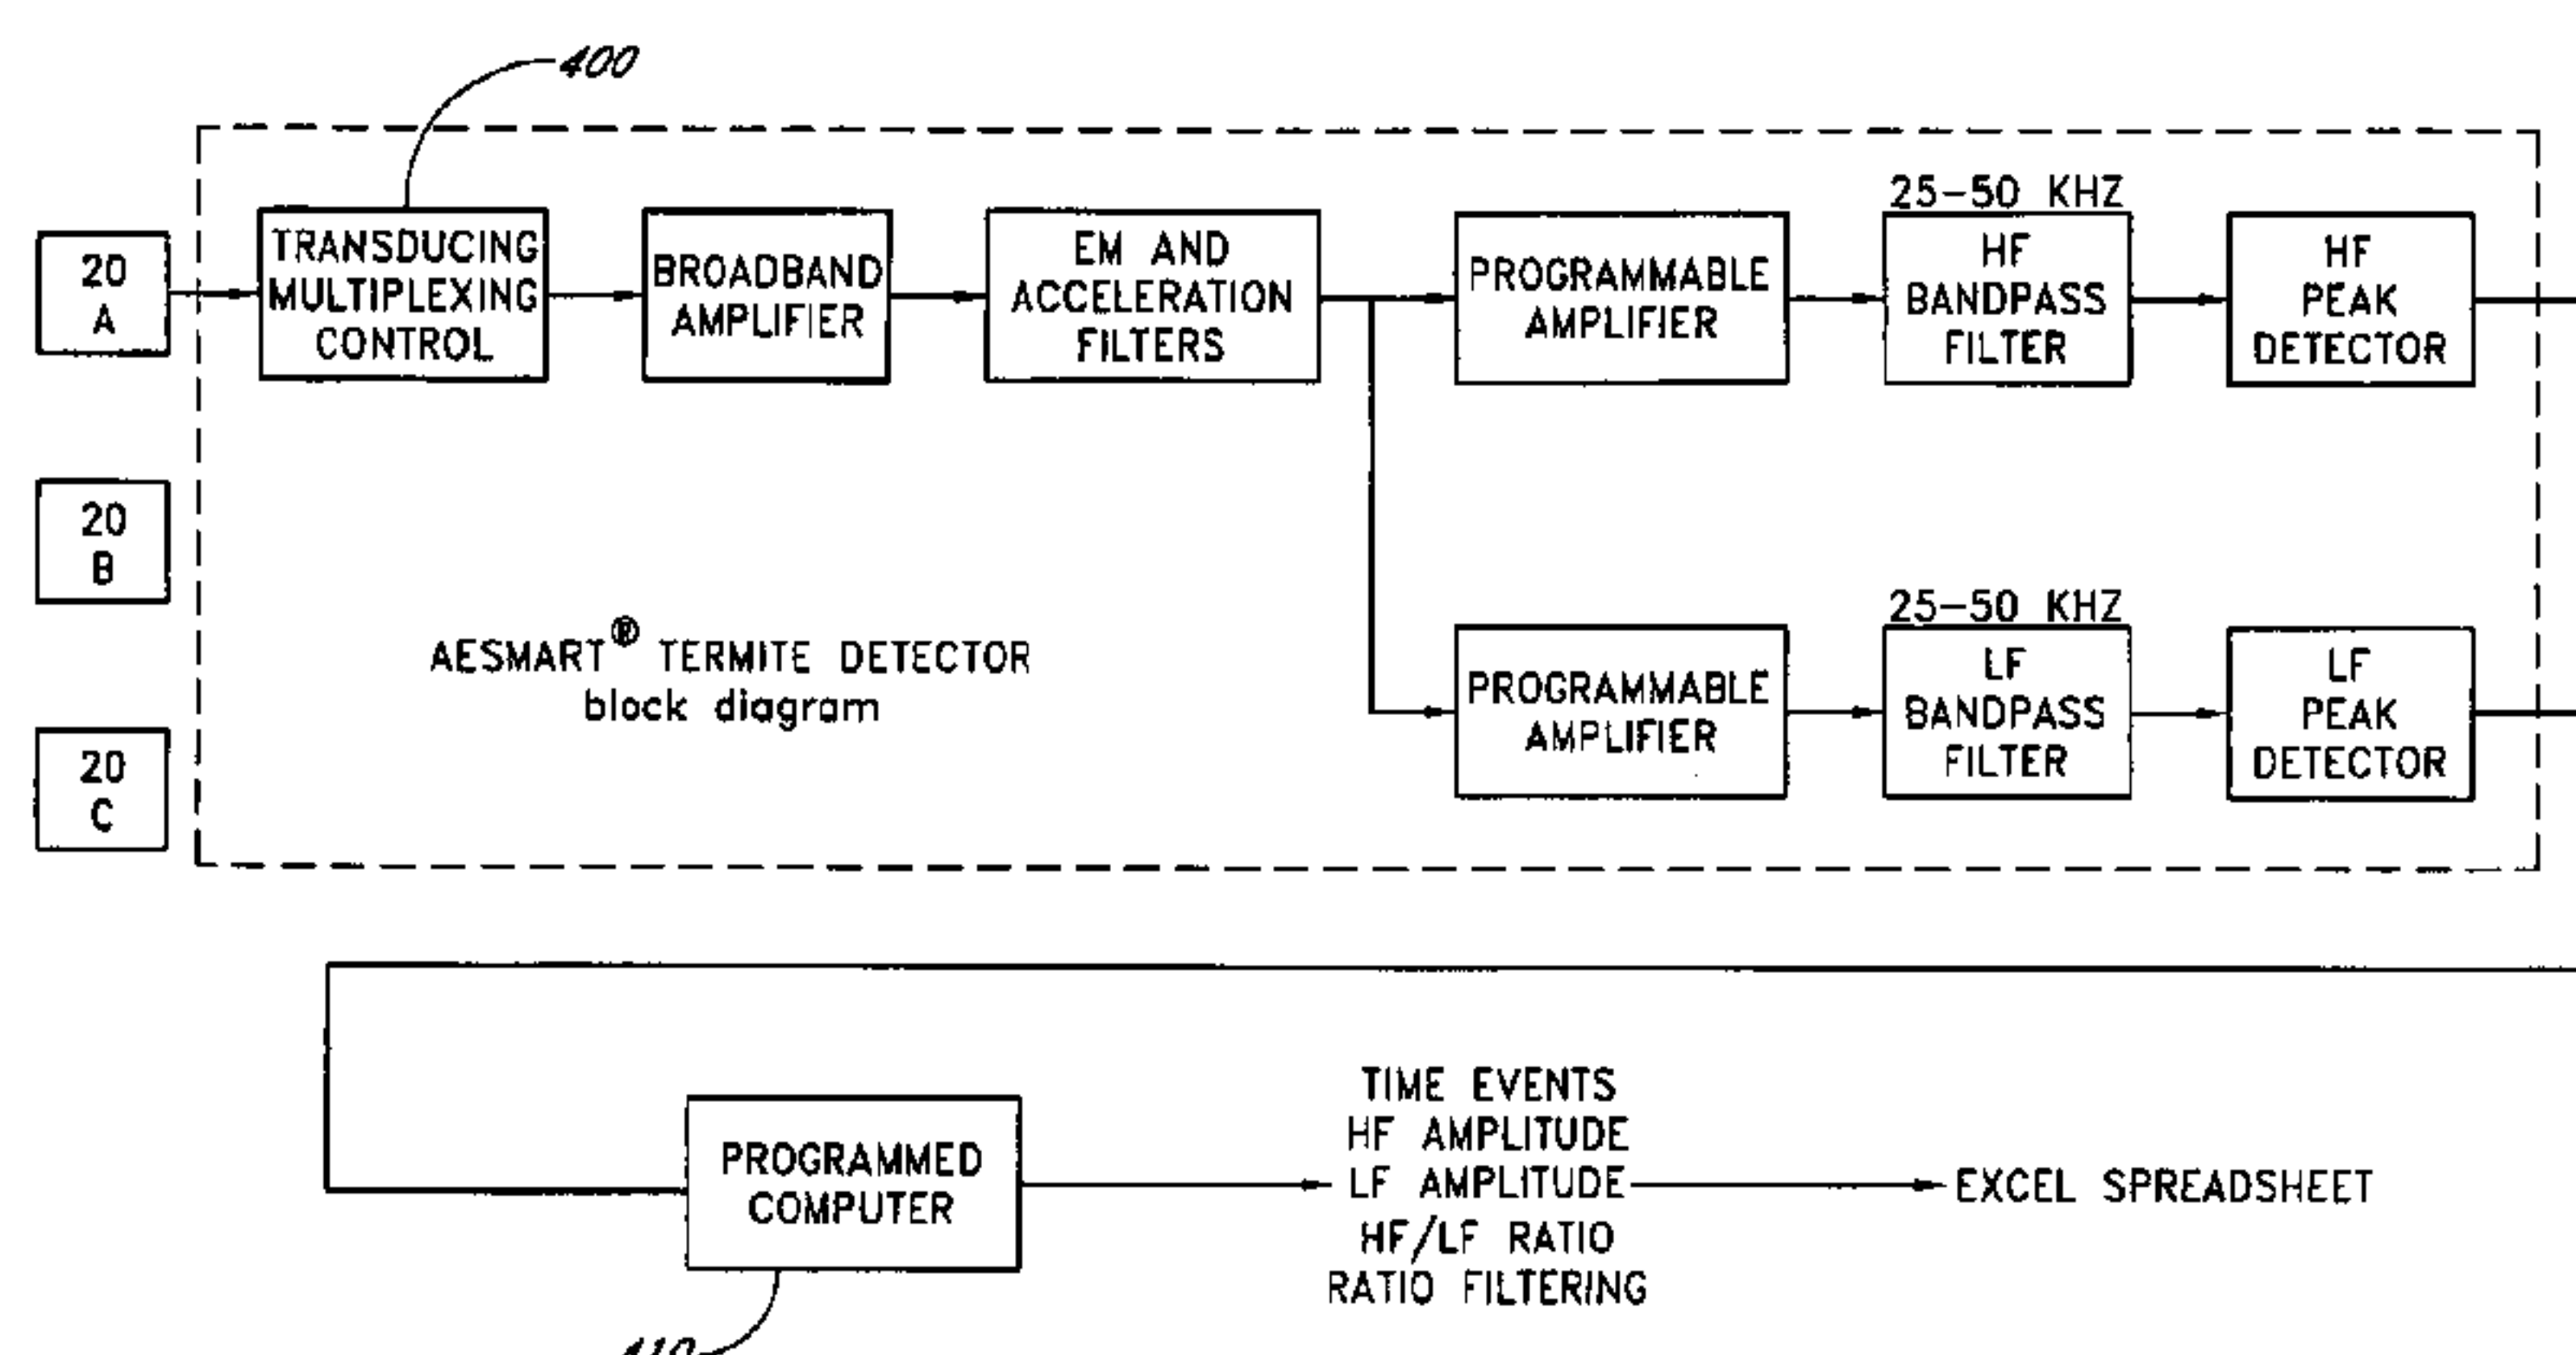 400
20
A
TRANSDUCING
MULTIPLEXING
CONTROL
BROADBAND
AMPLIFIER
EM AND
ACCELERATION
FILTERS
PROGRAMMABLE
AMPLIFIER
25-50 KHZ
HF
BANDPASS
FILTER
HF
PEAK
DETECTOR
20
B
20
C
AESMART® TERMITE DETECTOR
block diagram
PROGRAMMABLE
AMPLIFIER
25-50 KHZ
LF
BANDPASS
FILTER
LF
PEAK
DETECTOR
PROGRAMMED
COMPUTER
TIME EVENTS
HF AMPLITUDE
LF AMPLITUDE
HF/LF RATIO
RATIO FILTERING
EXCEL SPREADSHEET
410